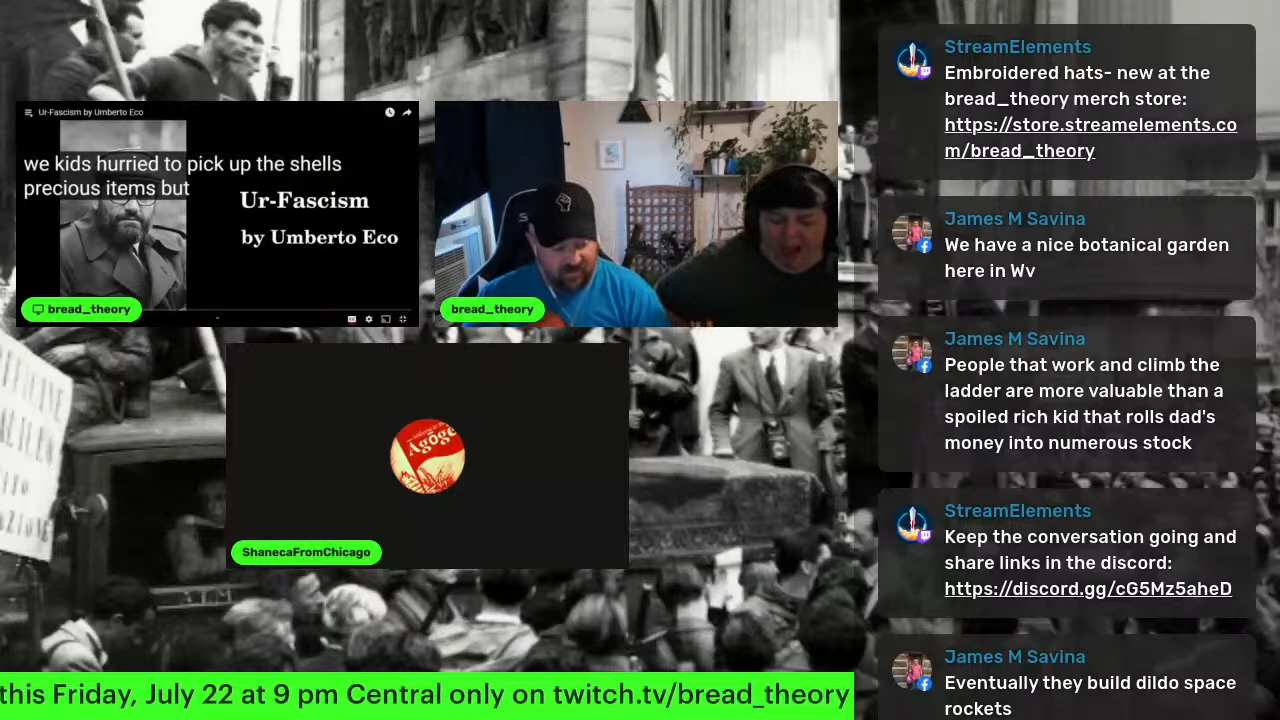 Ur-Fascism by Umberto Eco
we kids hurried to pick up the shells
precious items but
Ur-Fascism
by Umberto Eco
bread_theory
bread_theory
Agōge
ShanecaFromChicago
this Friday, July 22 at 9 pm Central only on twitch.tv/bread_theory
StreamElements
Embroidered hats- new at the
bread_theory merch store:
https://store.streamelements.co
m/bread_theory
James M Savina
We have a nice botanical garden
here in Wv
James M Savina
People that work and climb the
ladder are more valuable than a
spoiled rich kid that rolls dad's
money into numerous stock
StreamElements
Keep the conversation going and
share links in the discord:
https://discord.gg/cG5Mz5aheD
James M Savina
Eventually they build dildo space
rockets